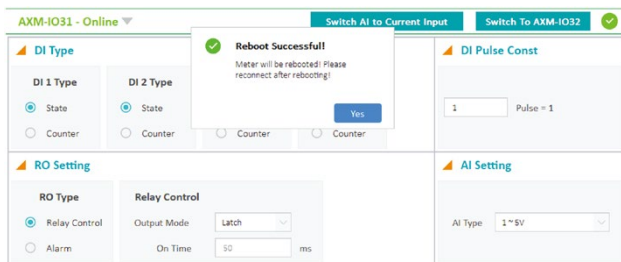 AXM-IO31 - Online
Switch AI to Current Input
Switch To AXM-IO32
DI Type
DI 1 Type
State
Counter
DI 2 Type
State
Counter
Counter
Counter
Reboot Successful!
Meter will be rebooted! Please
reconnect after rebooting!
Yes
DI Pulse Const
1 Pulse = 1
RO Setting
RO Type
Relay Control
Alarm
Relay Control
Output Mode Latch
On Time 50 ms
AI Setting
AI Type 1~5V